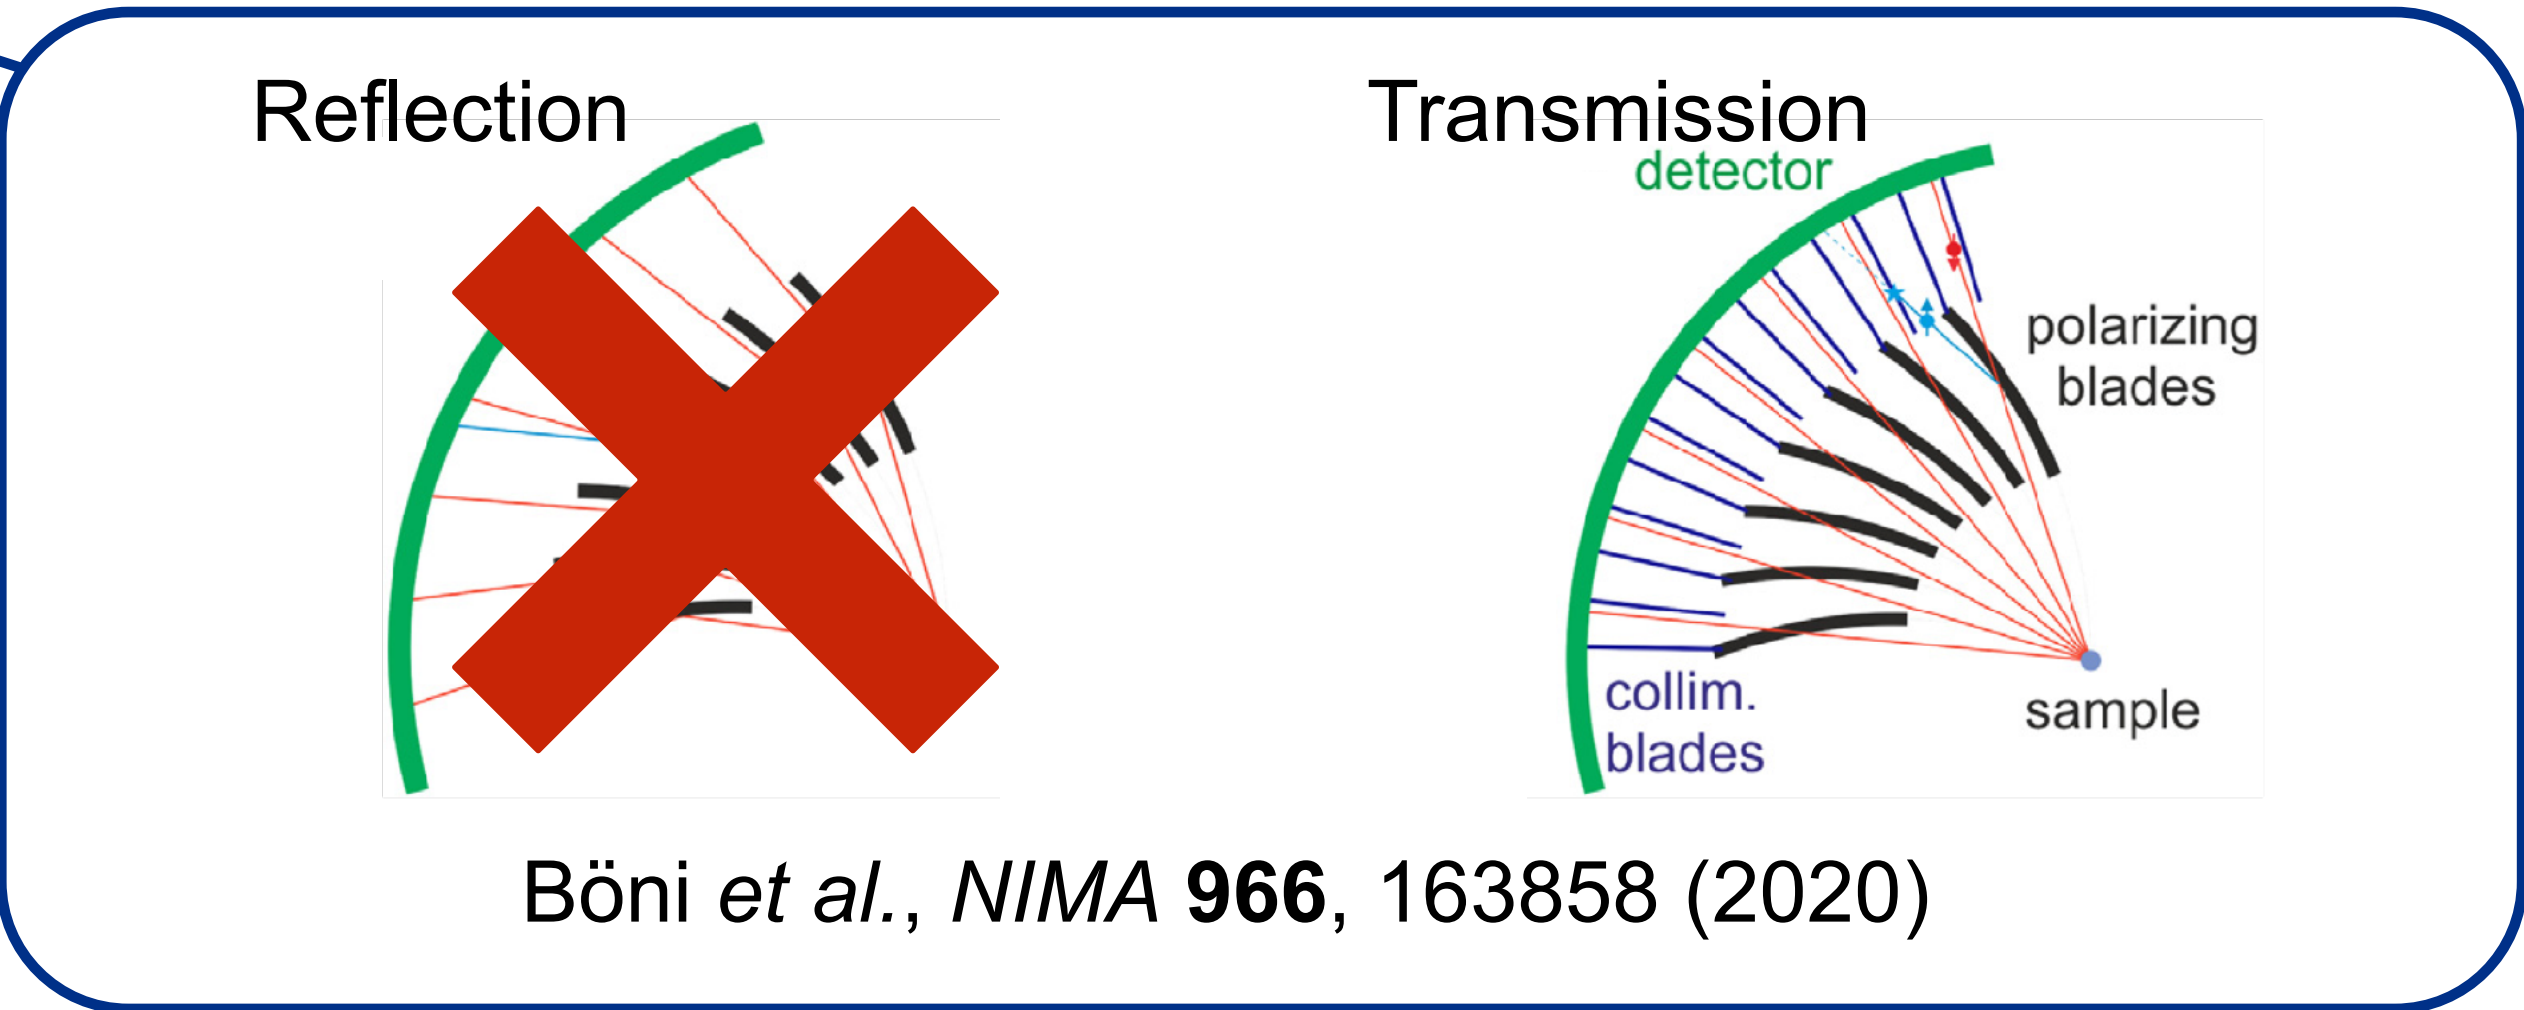 Reflection
Transmission
detector
polarizing
blades
collim.
blades
sample
Böni et al., NIMA 966, 163858 (2020)